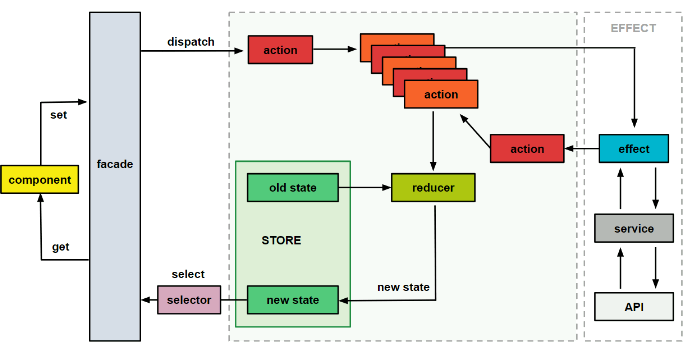 EFFECT
dispatch
action
action
action
set
action
effect
facade
component
old state
reducer
service
STORE
get
select
new state
selector
new state
API